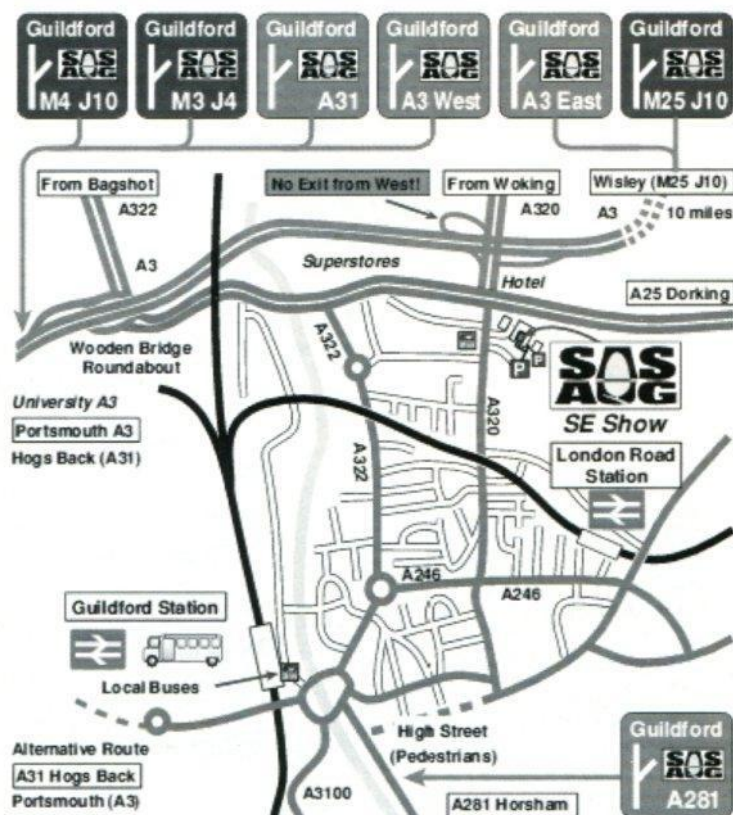 Guildford
SAS
AUG
M4 J10
Guildford
SAS
AUG
M3 J4
Guildford
SAS
AUG
A31
Guildford
SAS
AUG
A3 West
Guildford
SAS
AUG
A3 East
Guildford
SAS
AUG
M25 J10
From Bagshot
No Exit from West!
From Woking
Wisley (M25 J10)
A322
A320
A3
10 miles
A3
Superstores
Hotel
A25 Dorking
Wooden Bridge
Roundabout
A322
P
P
SAS
AUG
SE Show
University A3
Portsmouth A3
Hogs Back (A31)
A320
A322
London Road
Station
A246
A246
Guildford Station
Local Buses
High Street
(Pedestrians)
Alternative Route
A31 Hogs Back
Portsmouth (A3)
A3100
A281 Horsham
Guildford
SAS
AUG
A281